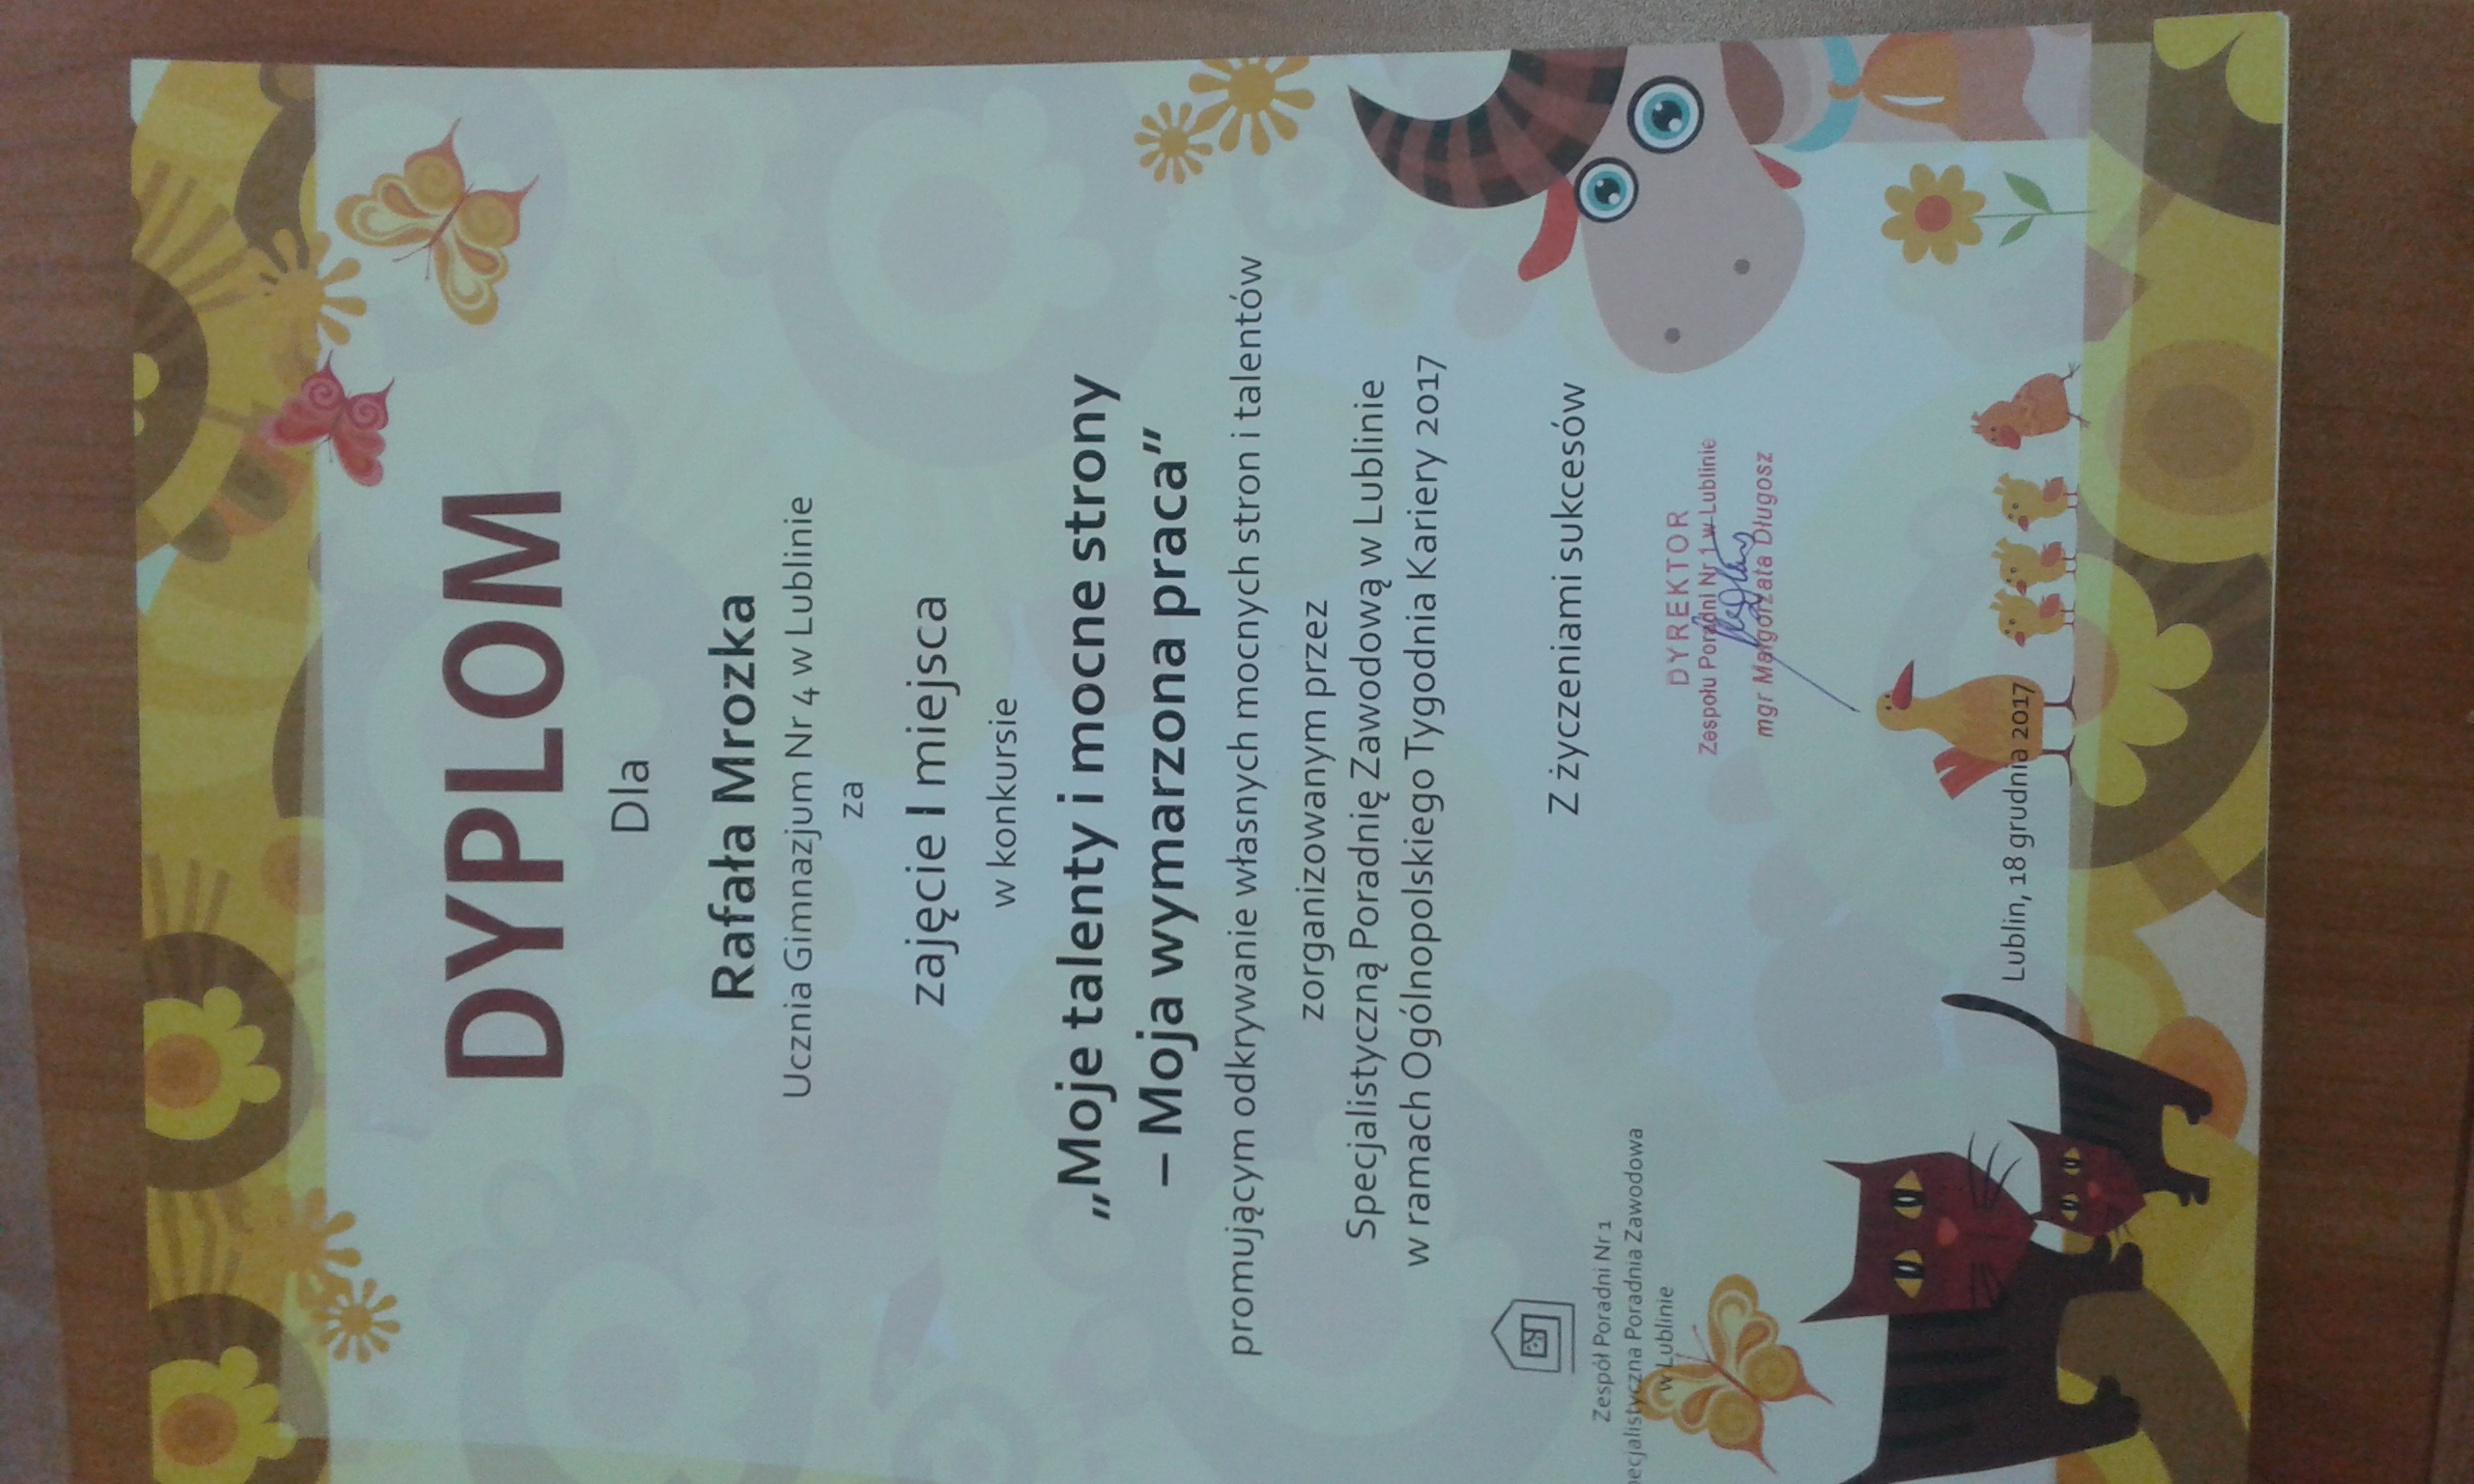 DYPLOM
Dla
Rafała Mrozka
Ucznia Gimnazjum Nr 4 w Lublinie
za
zajęcie I miejsca
w konkursie
„Moje talenty i mocne strony
– Moja wymarzona praca”
promującym odkrywanie własnych mocnych stron i talentów
zorganizowanym przez
Specjalistyczną Poradnię Zawodową w Lublinie
w ramach Ogólnopolskiego Tygodnia Kariery 2017
Zespół Poradni Nr 1
pecjalistyczna Poradnia Zawodowa
w Lublinie
Z życzeniami sukcesów
DYREKTOR
Zespołu Poradni Nr 1 w Lublinie
mgr Małgorzata Długosz
Lublin, 18 grudnia 2017